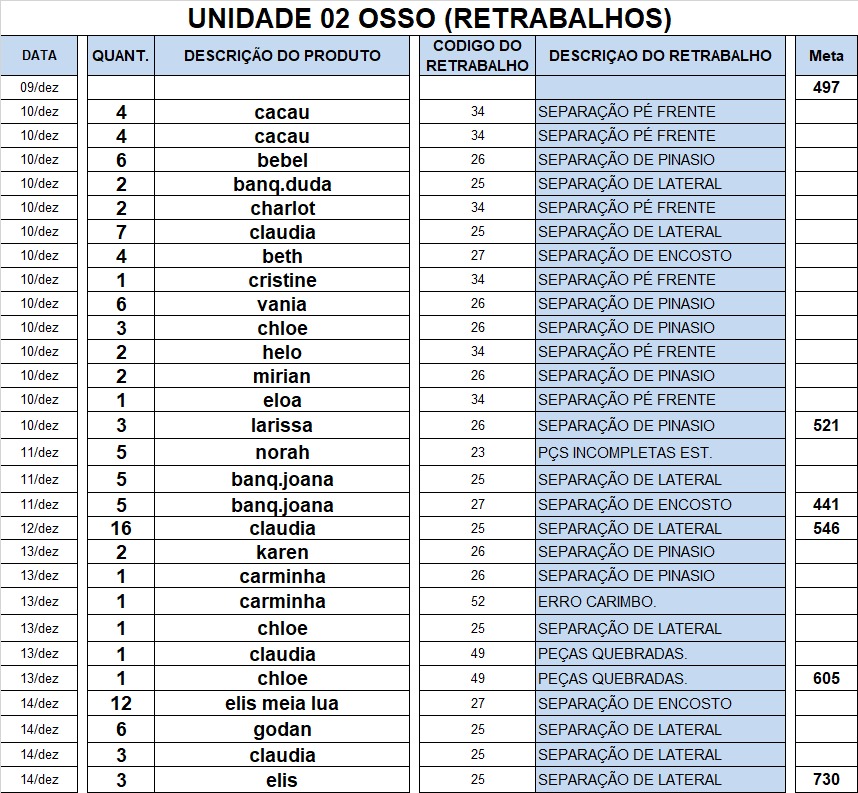 UNIDADE 02 OSSO (RETRABALHOS)
DATA QUANT. DESCRIÇÃO DO PRODUTO CODIGO DO RETRABALHO DESCRIÇAO DO RETRABALHO Meta
09/dez 497
10/dez 4 cacau 34 SEPARAÇÃO PÉ FRENTE
10/dez 4 cacau 34 SEPARAÇÃO PÉ FRENTE
10/dez 6 bebel 26 SEPARAÇÃO DE PINASIO
10/dez 2 banq.duda 25 SEPARAÇÃO DE LATERAL
10/dez 2 charlot 34 SEPARAÇÃO PÉ FRENTE
10/dez 7 claudia 25 SEPARAÇÃO DE LATERAL
10/dez 4 beth 27 SEPARAÇÃO DE ENCOSTO
10/dez 1 cristine 34 SEPARAÇÃO PÉ FRENTE
10/dez 6 vania 26 SEPARAÇÃO DE PINASIO
10/dez 3 chloe 26 SEPARAÇÃO DE PINASIO
10/dez 2 helo 34 SEPARAÇÃO PÉ FRENTE
10/dez 2 mirian 26 SEPARAÇÃO DE PINASIO
10/dez 1 eloa 34 SEPARAÇÃO PÉ FRENTE
10/dez 3 larissa 26 SEPARAÇÃO DE PINASIO 521
11/dez 5 norah 23 PÇS INCOMPLETAS EST.
11/dez 5 banq.joana 25 SEPARAÇÃO DE LATERAL
11/dez 5 banq.joana 27 SEPARAÇÃO DE ENCOSTO 441
12/dez 16 claudia 25 SEPARAÇÃO DE LATERAL 546
13/dez 2 karen 26 SEPARAÇÃO DE PINASIO
13/dez 1 carminha 26 SEPARAÇÃO DE PINASIO
13/dez 1 carminha 52 ERRO CARIMBO.
13/dez 1 chloe 25 SEPARAÇÃO DE LATERAL
13/dez 1 claudia 49 PEÇAS QUEBRADAS.
13/dez 1 chloe 49 PEÇAS QUEBRADAS. 605
14/dez 12 elis meia lua 27 SEPARAÇÃO DE ENCOSTO
14/dez 6 godan 25 SEPARAÇÃO DE LATERAL
14/dez 3 claudia 25 SEPARAÇÃO DE LATERAL
14/dez 3 elis 25 SEPARAÇÃO DE LATERAL 730